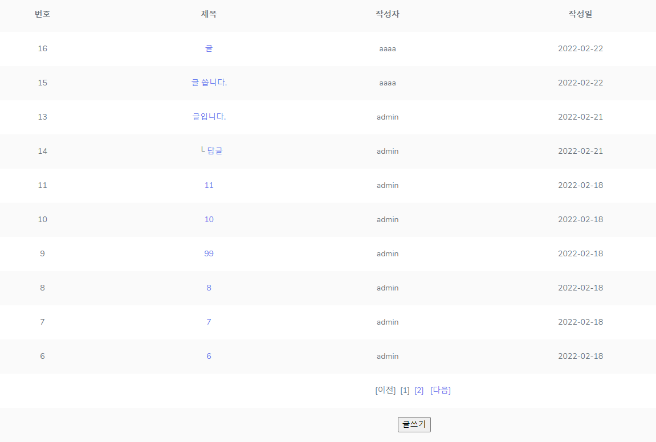 번호 제목 작성자 작성일
16 글 aaaa 2022-02-22
15 글 씁니다. aaaa 2022-02-22
13 글입니다. admin 2022-02-21
14 └ 답글 admin 2022-02-21
11 11 admin 2022-02-18
10 10 admin 2022-02-18
9 99 admin 2022-02-18
8 8 admin 2022-02-18
7 7 admin 2022-02-18
6 6 admin 2022-02-18
[이전] [1] [2] [다음]
글쓰기